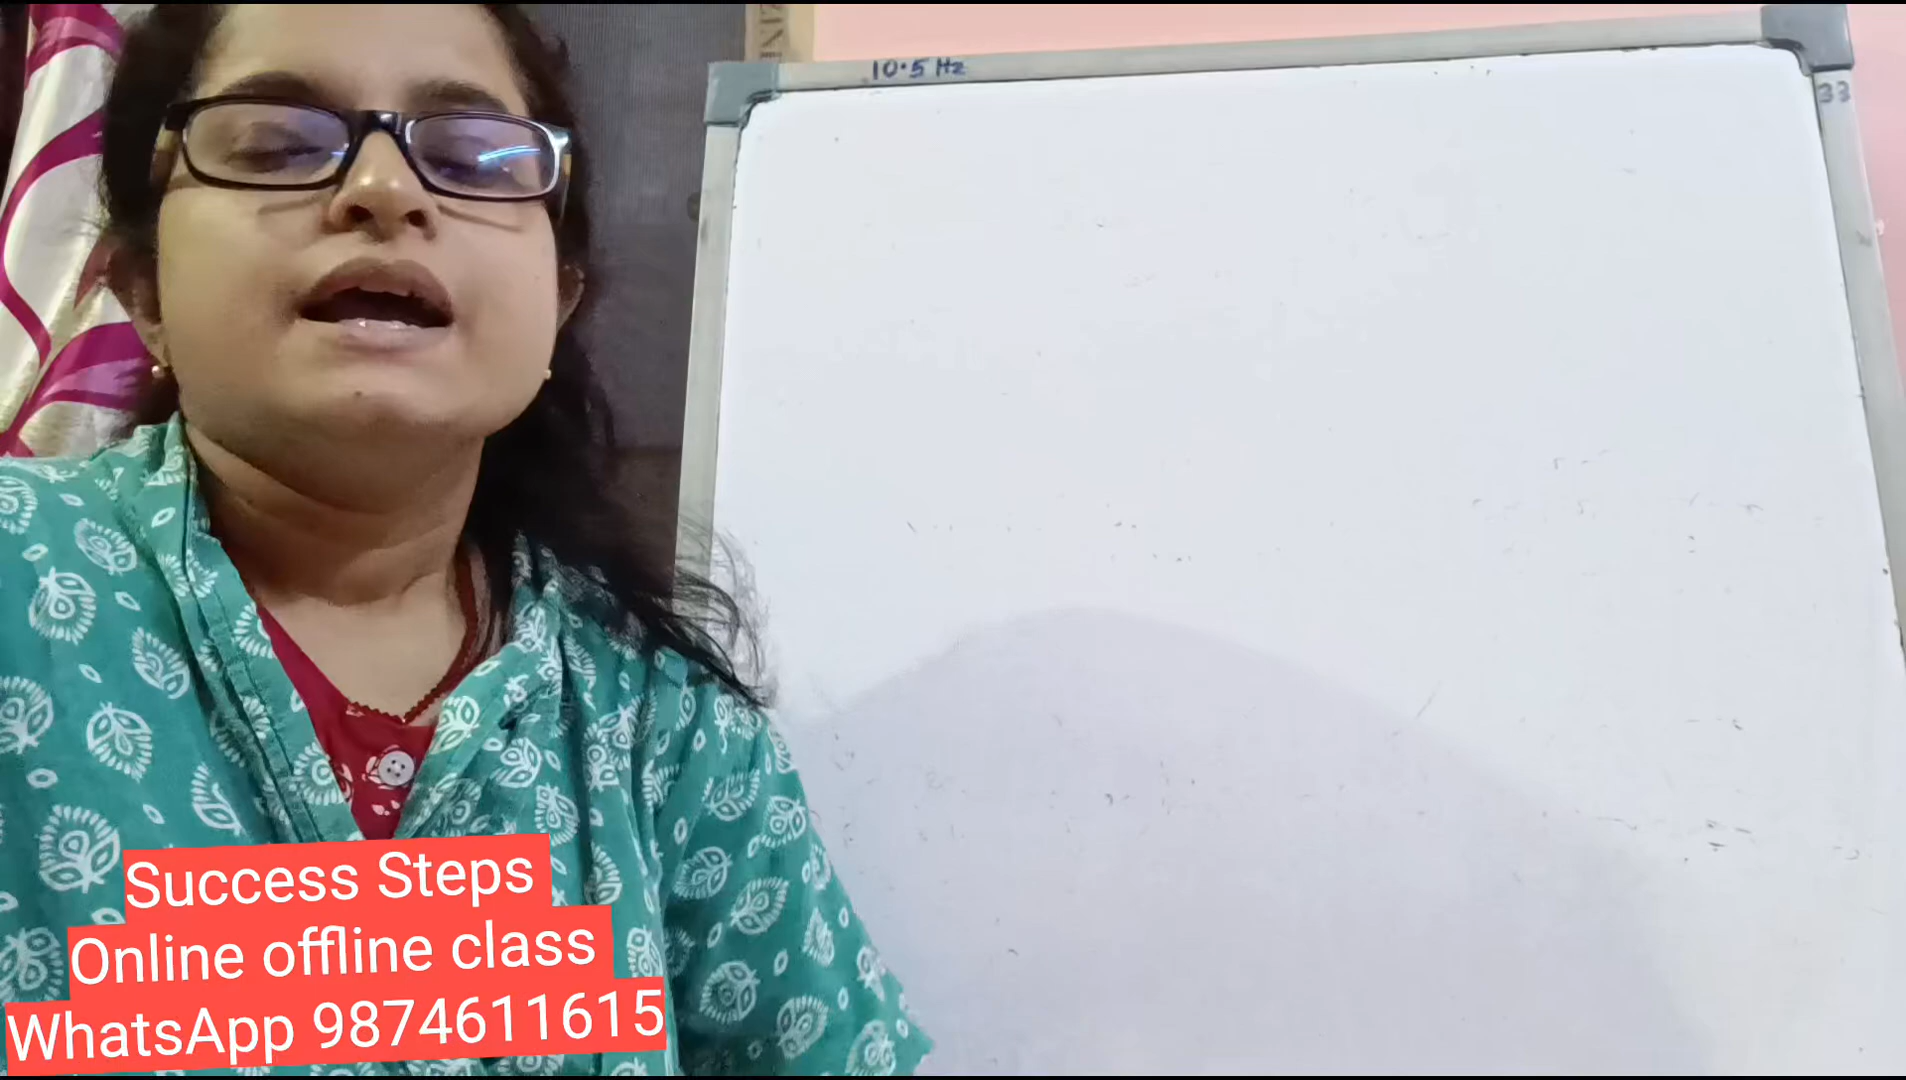 10.5 Hz
33
Success Steps
Online offline class
WhatsApp 9874611615